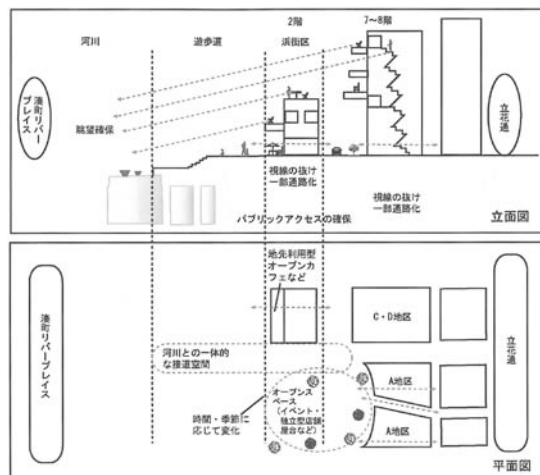 河川
遊歩道
2階
浜街区
7~8階
湊町リバー
プレイス
眺望確保
立花通
視線の抜け
一部通路化
視線の抜け
一部通路化
パブリックアクセスの確保
立面図
地先利用型
オープンカ
フェなど
湊町リバープレイス
C・D地区
立花通
河川との一体的
な接道空間
A地区
オープンス
ペース
(イベント・
独立型店舗
屋台など)
時間・季節に
応じて変化
A地区
平面図